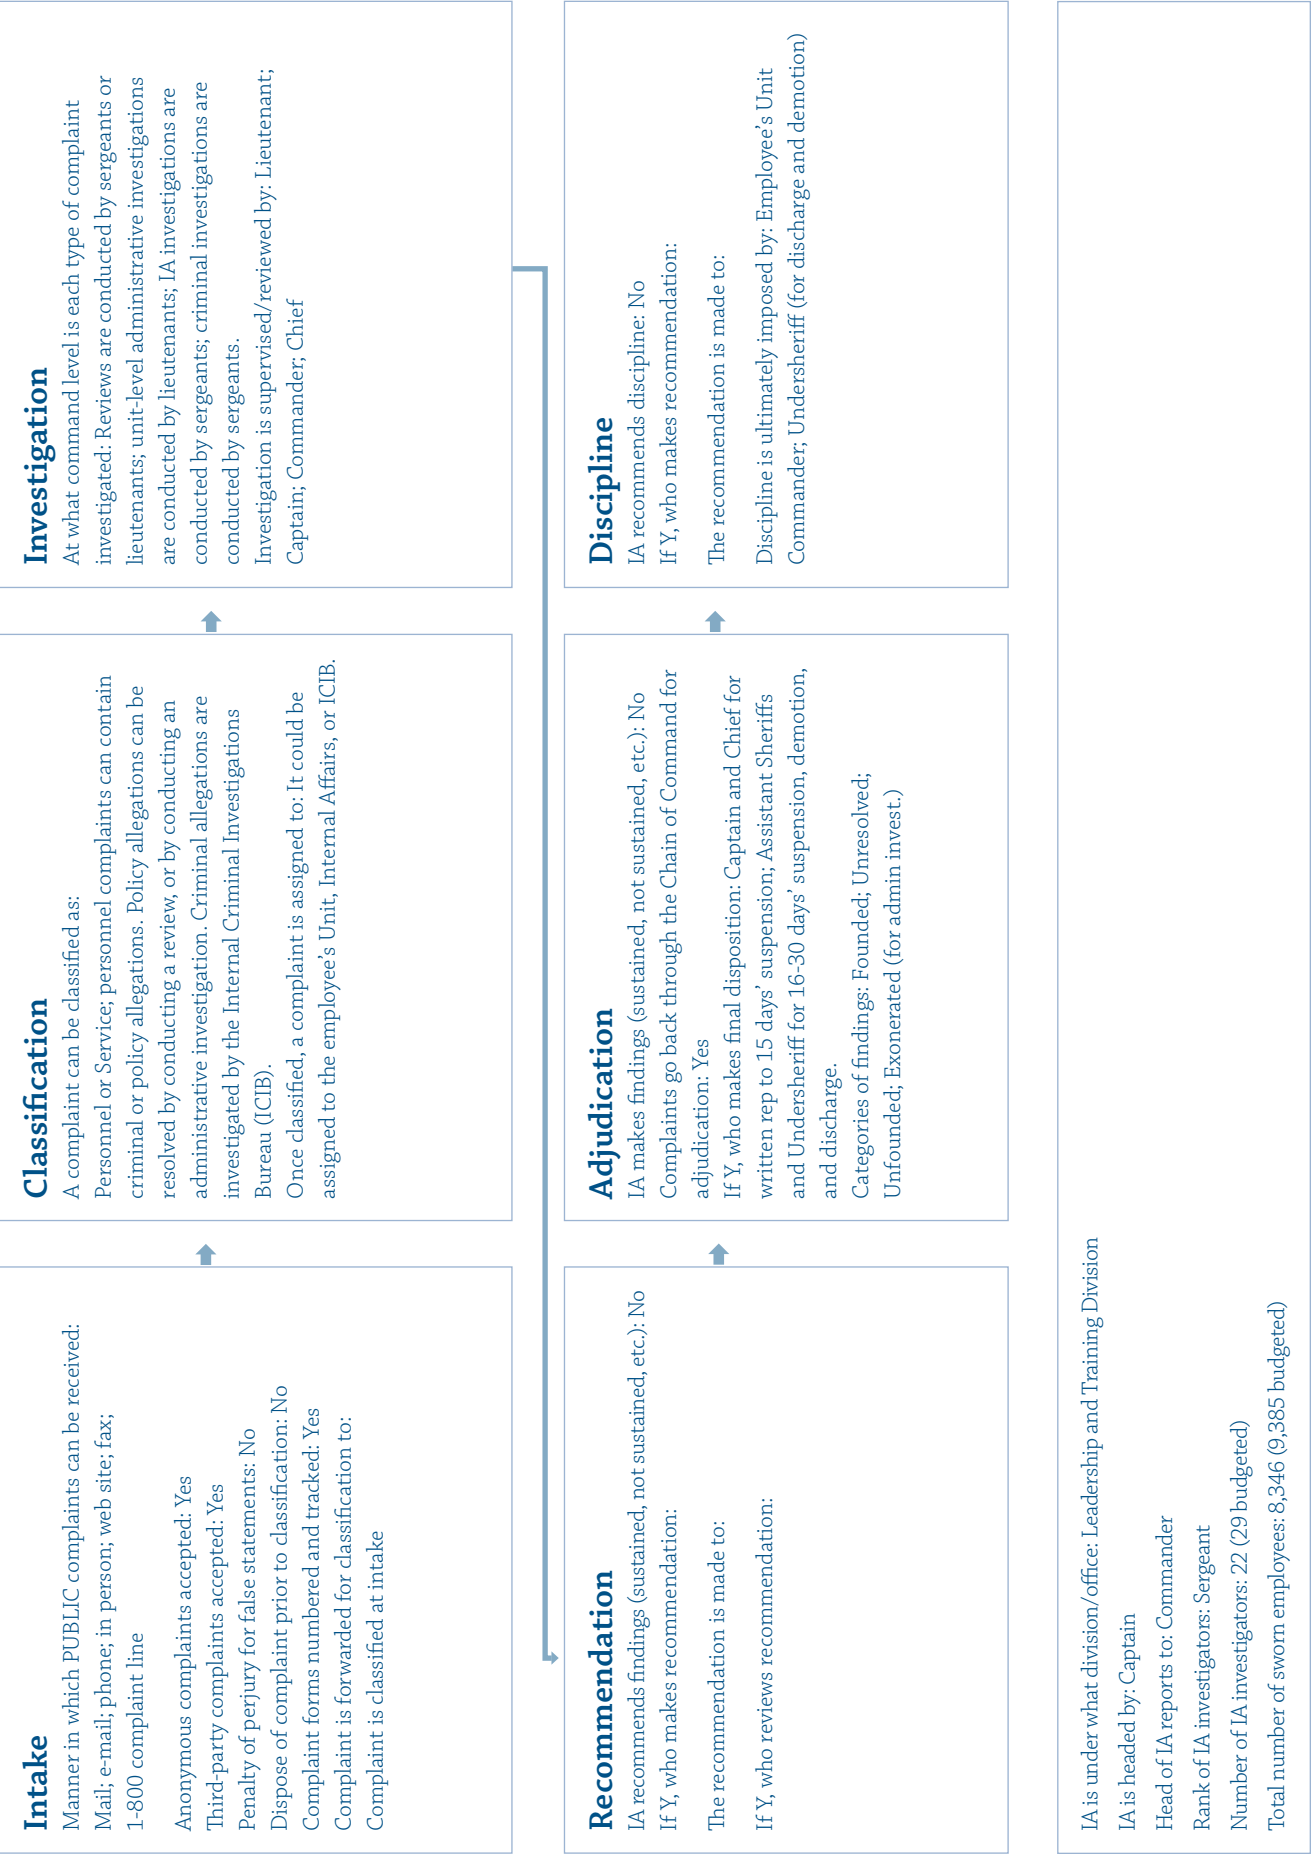 Intake
Manner in which PUBLIC complaints can be received:
Mail; e-mail; phone; in person; web site; fax;
1-800 complaint line
Anonymous complaints accepted: Yes
Third-party complaints accepted: Yes
Penalty of perjury for false statements: No
Dispose of complaint prior to classification: No
Complaint forms numbered and tracked: Yes
Complaint is forwarded for classification to:
Complaint is classified at intake
Classification
A complaint can be classified as:
Personnel or Service; personnel complaints can contain
criminal or policy allegations. Policy allegations can be
resolved by conducting a review, or by conducting an
administrative investigation. Criminal allegations are
investigated by the Internal Criminal Investigations
Bureau (ICIB).
Once classified, a complaint is assigned to: It could be
assigned to the employee's Unit, Internal Affairs, or ICIB.
Investigation
At what command level is each type of complaint
investigated: Reviews are conducted by sergeants or
lieutenants; unit-level administrative investigations
are conducted by lieutenants; IA investigations are
conducted by sergeants; criminal investigations are
conducted by sergeants.
Investigation is supervised/reviewed by: Lieutenant;
Captain; Commander; Chief
Recommendation
IA recommends findings (sustained, not sustained, etc.): No
If Y, who makes recommendation:
The recommendation is made to:
If Y, who reviews recommendation:
Adjudication
IA makes findings (sustained, not sustained, etc.): No
Complaints go back through the Chain of Command for
adjudication: Yes
If Y, who makes final disposition: Captain and Chief for
written rep to 15 days' suspension; Assistant Sheriffs
and Undersheriff for 16-30 days' suspension, demotion,
and discharge.
Categories of findings: Founded; Unresolved;
Unfounded; Exonerated (for admin invest.)
Discipline
IA recommends discipline: No
If Y, who makes recommendation:
The recommendation is made to:
Discipline is ultimately imposed by: Employee's Unit
Commander; Undersheriff (for discharge and demotion)
IA is under what division/office: Leadership and Training Division
IA is headed by: Captain
Head of IA reports to: Commander
Rank of IA investigators: Sergeant
Number of IA investigators: 22 (29 budgeted)
Total number of sworn employees: 8,346 (9,385 budgeted)